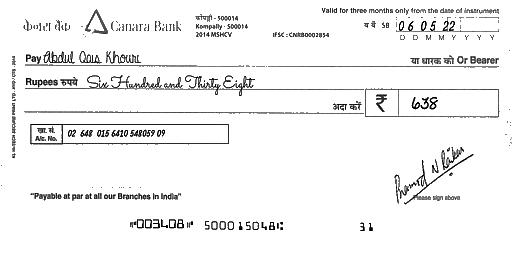 केनरा बैंक Canara Bank
कोंपल्ली - 500014
Kompally - 500014
2014 MSHCV
IFSC : CNRB0002854
Valid for three months only from the date of instrument
SB 06 05 22
D D M M Y Y Y Y
Pay Abdul Qais Khouri या धारक को Or Bearer
Rupees रुपये Six Hundred and Thirty Eight
अदा करें ₹ 638
खा. सं.
A/c. No. 02 648 015 6410 548059 09
Pramod N
Please sign above
"Payable at par at all our Branches in India"
⑈003408⑈ 500015048⑆ 31